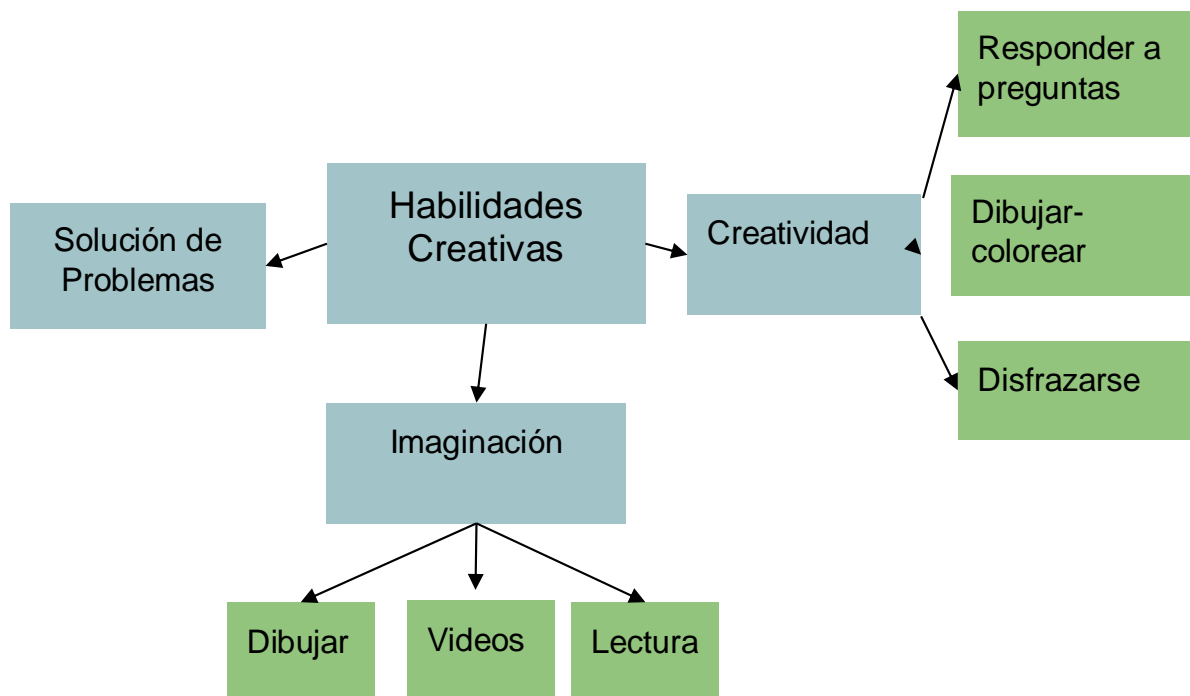 Responder a
preguntas
Habilidades
Creativas
Solución de
Problemas
Creatividad
Dibujar-
colorear
Disfrazarse
Imaginación
Dibujar
Videos
Lectura